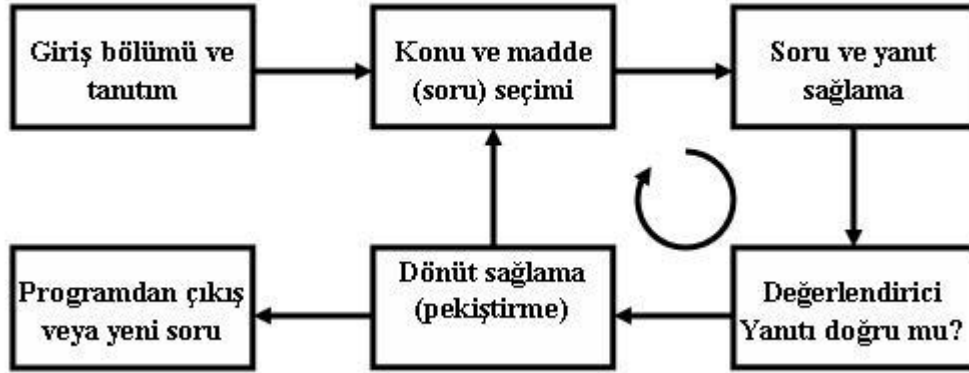 Giriş bölümü ve
tanıtım
Konu ve madde
(soru) seçimi
Soru ve yanıt
sağlama
Programdan çıkış
veya yeni soru
Dönüt sağlama
(pekiştirme)
Değerlendirici
Yanıtı doğru mu?